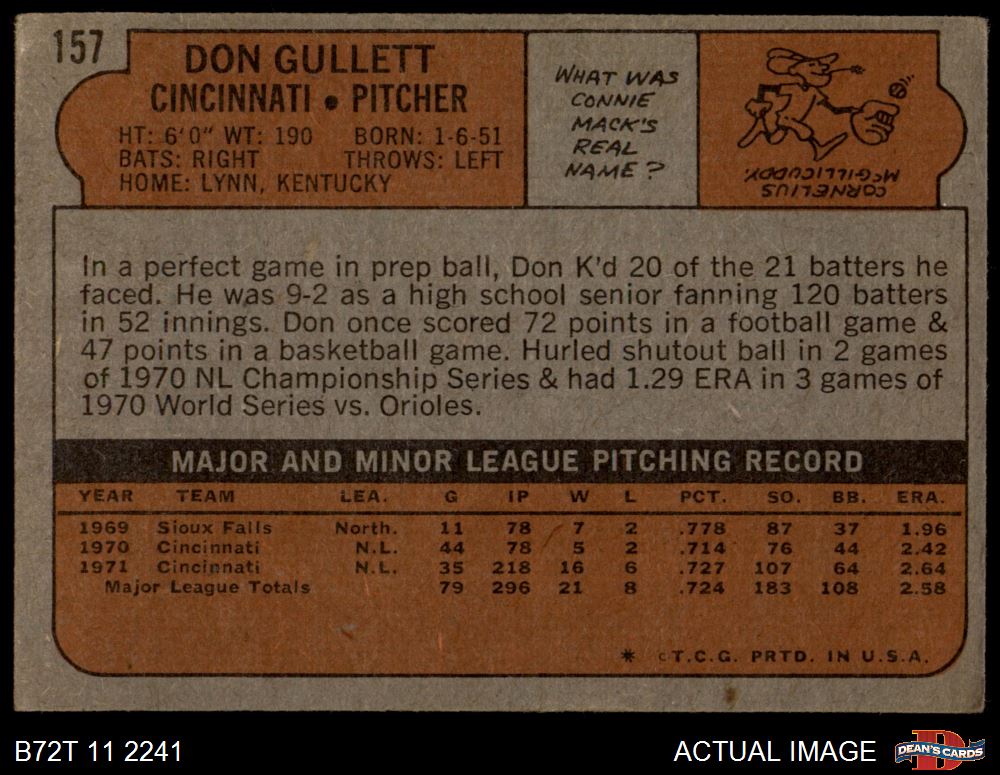 157
DON GULLETT
CINCINNATI • PITCHER
HT: 6'0" WT: 190 BORN: 1-6-51
BATS: RIGHT THROWS: LEFT
HOME: LYNN, KENTUCKY
WHAT WAS
CONNIE
MACK'S
REAL
NAME?
CORNELIUS
McGILLICUDDY.
In a perfect game in prep ball, Don K'd 20 of the 21 batters he
faced. He was 9-2 as a high school senior fanning 120 batters
in 52 innings. Don once scored 72 points in a football game &
47 points in a basketball game. Hurled shutout ball in 2 games
of 1970 NL Championship Series & had 1.29 ERA in 3 games of
1970 World Series vs. Orioles.
MAJOR AND MINOR LEAGUE PITCHING RECORD
YEAR TEAM LEA. G IP W L PCT. SO. BB. ERA.
1969 Sioux Falls North. 11 78 7 2 .778 87 37 1.96
1970 Cincinnati N.L. 44 78 5 2 .714 76 44 2.42
1971 Cincinnati N.L. 35 218 16 6 .727 107 64 2.64
Major League Totals 79 296 21 8 .724 183 108 2.58
* ©T.C.G. PRTD. IN U.S.A.
B72T 11 2241
ACTUAL IMAGE
DEAN'S CARDS